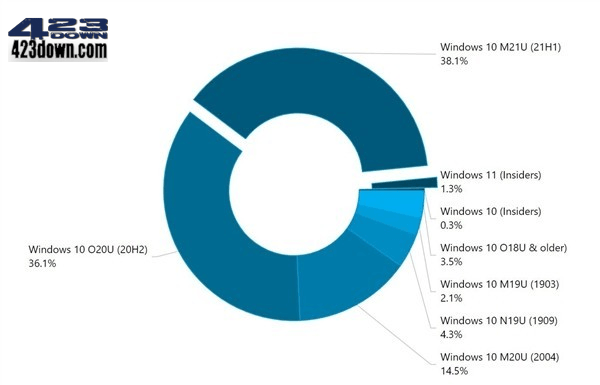 423
DOWN
423down.com
Windows 10 M21U (21H1)
38.1%
Windows 11 (Insiders)
1.3%
Windows 10 (Insiders)
0.3%
Windows 10 O18U & older)
3.5%
Windows 10 M19U (1903)
2.1%
Windows 10 N19U (1909)
4.3%
Windows 10 M20U (2004)
14.5%
Windows 10 O20U (20H2)
36.1%